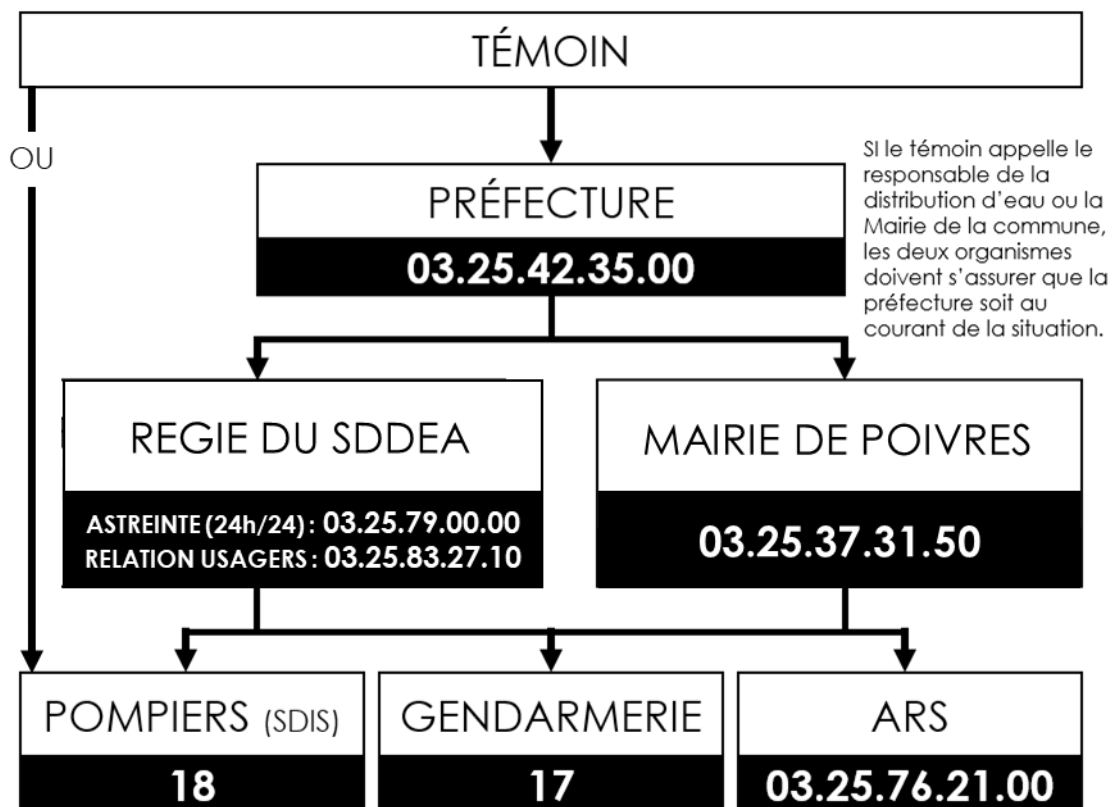 TÉMOIN
OU
SI le témoin appelle le
responsable de la
distribution d'eau ou la
Mairie de la commune,
les deux organismes
doivent s'assurer que la
préfecture soit au
courant de la situation.
PRÉFECTURE
03.25.42.35.00
REGIE DU SDDEA
ASTREINTE (24h/24) : 03.25.79.00.00
RELATION USAGERS : 03.25.83.27.10
MAIRIE DE POIVRES
03.25.37.31.50
POMPIERS (SDIS)
18
GENDARMERIE
17
ARS
03.25.76.21.00